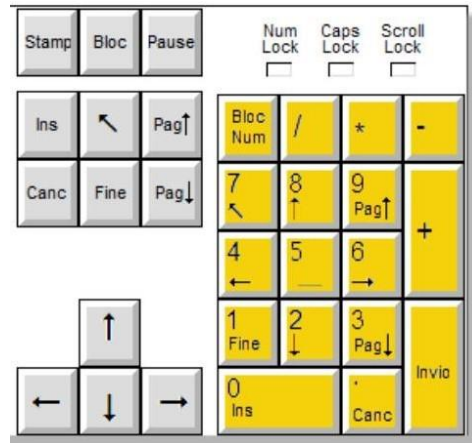 Stamp Bloc Pause
Num Lock Caps Lock Scroll Lock
Ins ↖ Pag↑
Canc Fine Pag↓
Bloc Num / * -
7 ↖ 8 ↑ 9 Pag↑ +
4 ← 5 __ 6 →
1 Fine 2 ↓ 3 Pag↓ Invio
0 Ins . Canc
↑
← ↓ →